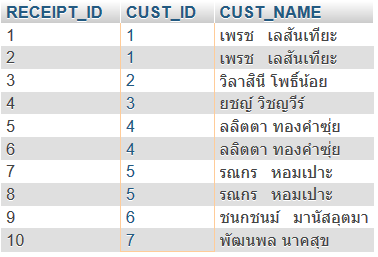 RECEIPT_ID CUST_ID CUST_NAME
1 1 เพรช เลสันเทียะ
2 1 เพรช เลสันเทียะ
3 2 วิลาสินี โพธิ์น้อย
4 3 ยชญ์ วิชญวีร์
5 4 ลลิตตา ทองคำซุ่ย
6 4 ลลิตตา ทองคำซุ่ย
7 5 รณกร หอมเปาะ
8 5 รณกร หอมเปาะ
9 6 ชนกชนม์ มานัสอุตมา
10 7 พัฒนพล นาคสุข